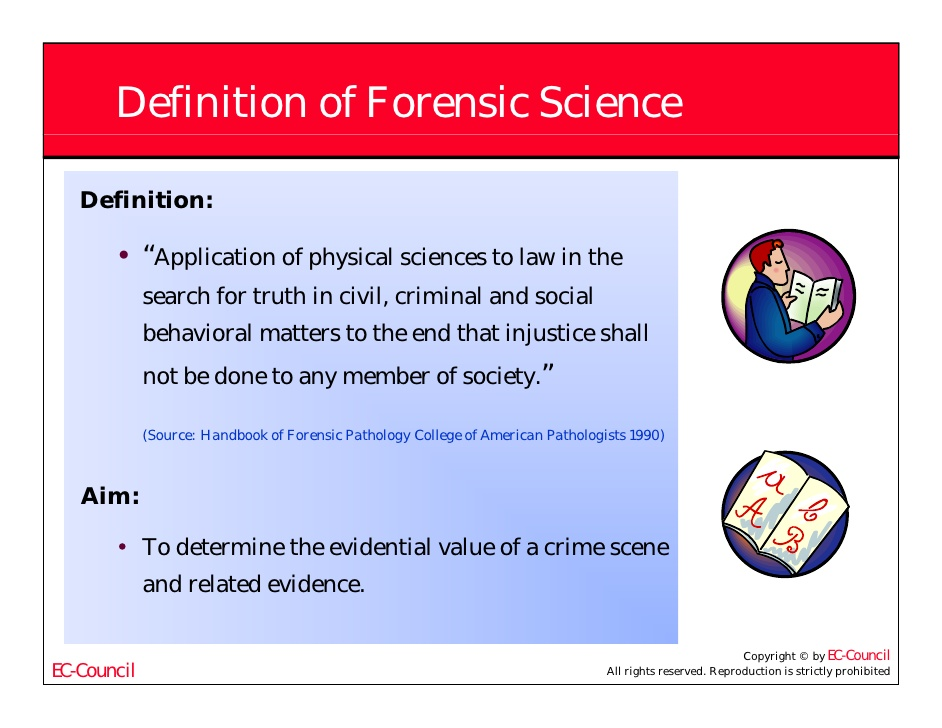 Definition of Forensic Science
Definition:
• “Application of physical sciences to law in the
search for truth in civil, criminal and social
behavioral matters to the end that injustice shall
not be done to any member of society.”
(Source: Handbook of Forensic Pathology College of American Pathologists 1990)
Aim:
• To determine the evidential value of a crime scene
and related evidence.
a b
A B
EC-Council
Copyright © by EC-Council
All rights reserved. Reproduction is strictly prohibited